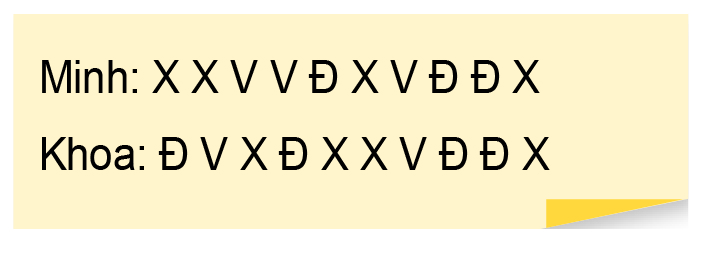 Minh: X X V V Đ X V Đ Đ X
Khoa: Đ V X Đ X X V Đ Đ X